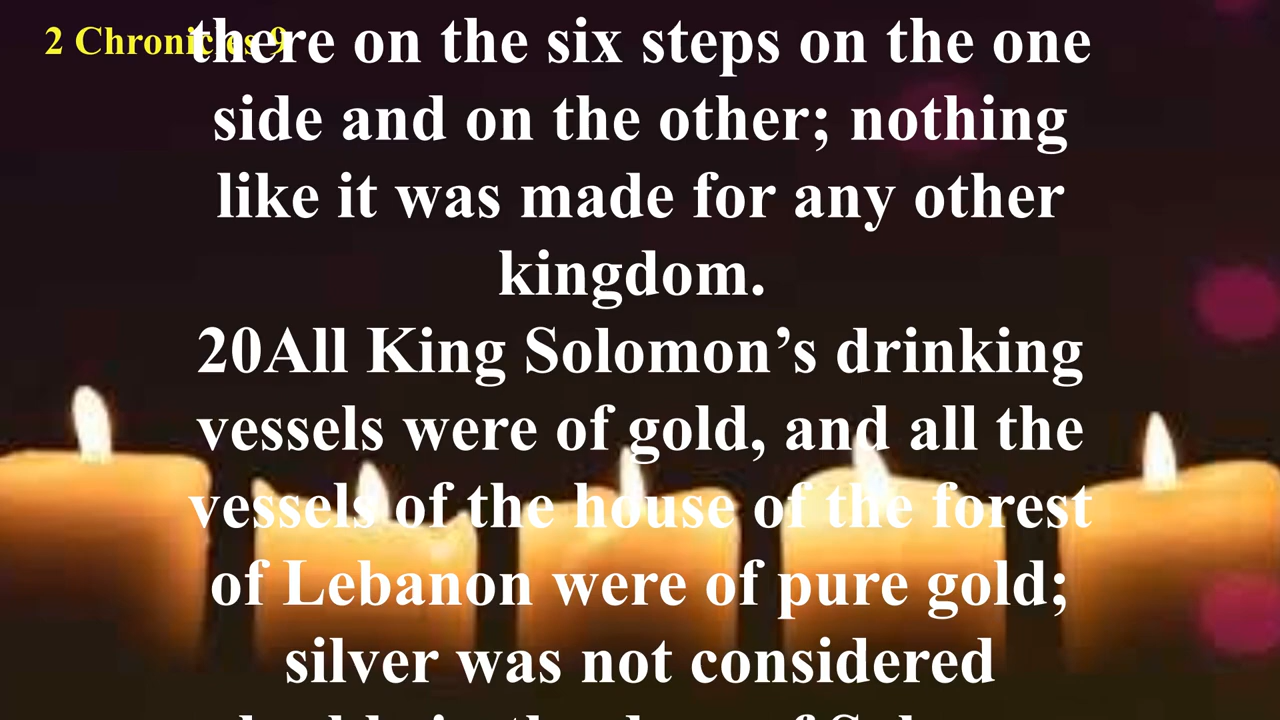 2 Chronicles 9
there on the six steps on the one
side and on the other; nothing
like it was made for any other
kingdom.
20All King Solomon’s drinking
vessels were of gold, and all the
vessels of the house of the forest
of Lebanon were of pure gold;
silver was not considered